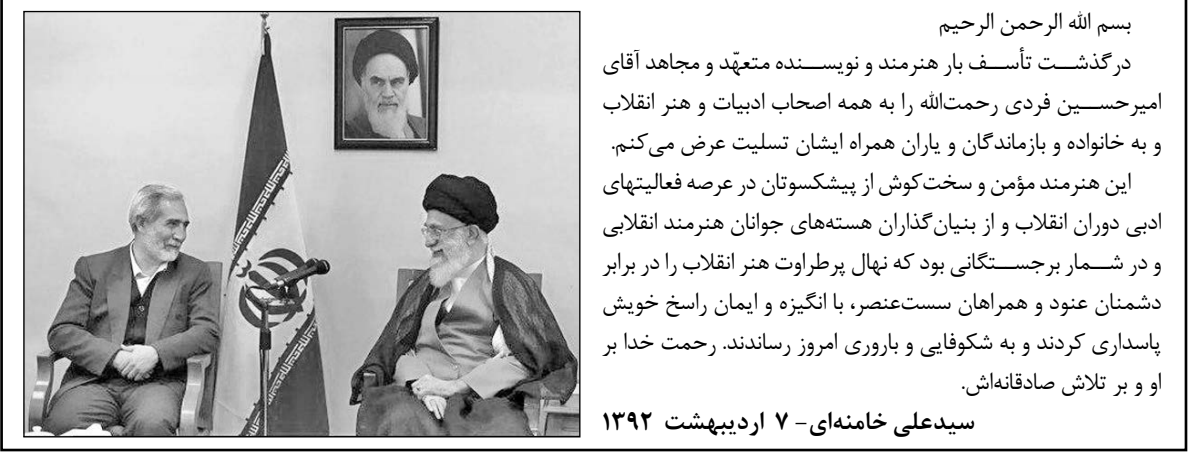 بسم الله الرحمن الرحیم
درگذشت تأسف بار هنرمند و نویسنده متعهّد و مجاهد آقای
امیرحسین فردی رحمت‌الله را به همه اصحاب ادبیات و هنر انقلاب
و به خانواده و بازماندگان و یاران همراه ایشان تسلیت عرض می‌کنم.
این هنرمند مؤمن و سخت‌کوش از پیشکسوتان در عرصه فعالیتهای
ادبی دوران انقلاب و از بنیان‌گذاران هسته‌های جوانان هنرمند انقلابی
و در شمار برجستگانی بود که نهال پرطراوت هنر انقلاب را در برابر
دشمنان عنود و همراهان سست‌عنصر، با انگیزه و ایمان راسخ خویش
پاسداری کردند و به شکوفایی و باروری امروز رساندند. رحمت خدا بر
او و بر تلاش صادقانه‌اش.
سیدعلی خامنه‌ای- ۷ اردیبهشت ۱۳۹۲